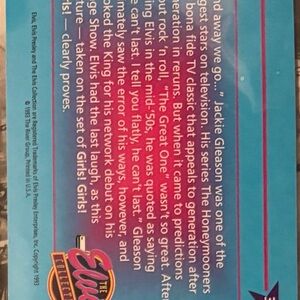 nd away we go..." Jackie Gleason was one of the
gest stars on television. His series The Honeymooners
bona fide TV Classic that appeals to generation after
eneration in reruns. But when it came to predictions
out rock 'n roll, "The Great One" wasn't so great. After
ing Elvis in the mid-'50s, he was quoted as saying
e can't last. I tell you flatly, he can't last." Gleason
imately saw the error of his ways, however, and
oked the King for his network debut on his
ge Show. Elvis had the last laugh, as this
ture — taken on the set of Girls! Girls!
irls! — clearly proves.
THE
Elvis
Elvis, Elvis Presley and The Elvis Collection are Registered Trademarks of Elvis Presley Enterprises, Inc. Copyright 1992
© 1993 The River Group, Printed in U.S.A.